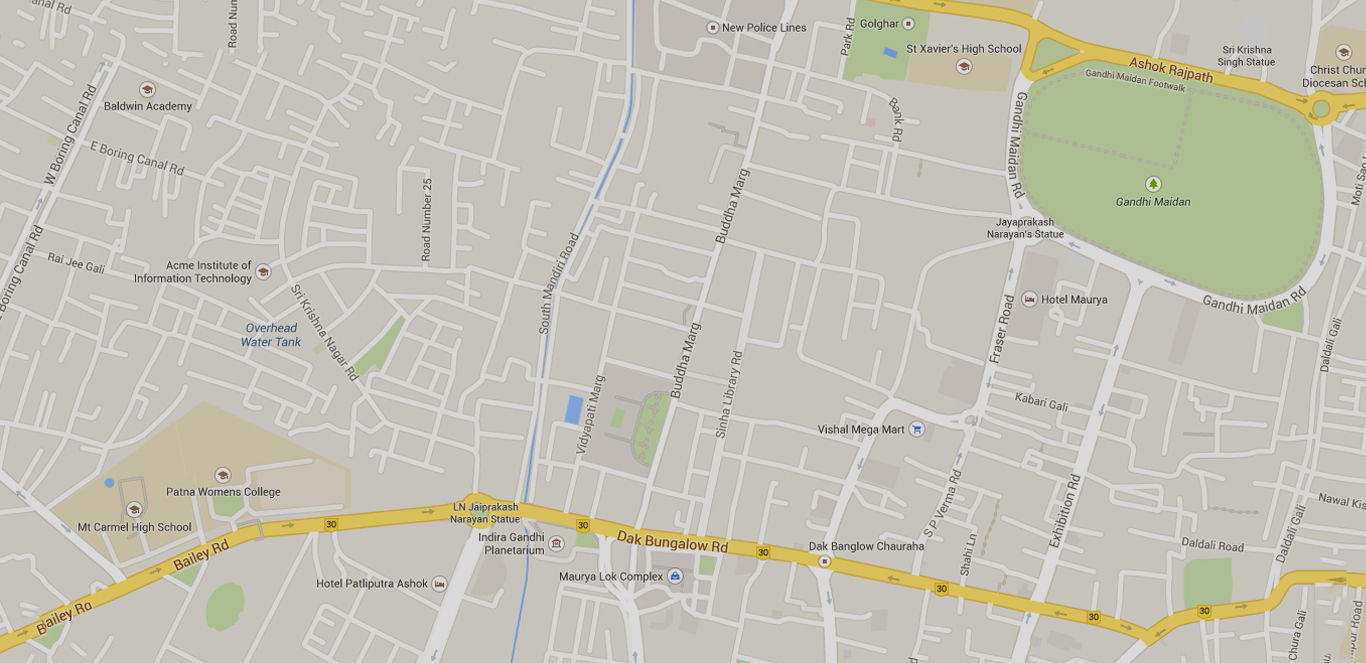 Road Nun
Golghar
New Police Lines
Park Rd
St Xavier's High School
Sri Krishna
Singh Statue
Ashok Rajpath
Gandhi Maidan Footwalk
Christ Chur
Diocesan Sch
Baldwin Academy
W Boring Canal Rd
E Boring Canal Rd
Bank Rd
Gandhi Maidan Rd
Road Number 25
Buddha Marg
Gandhi Maidan
Moti Sao
Jayaprakash
Narayan's Statue
Boring Canal Rd
Rai Jee Gali
Acme Institute of
Information Technology
South Mandiri Road
Sri Krishna Nagar Rd
Hotel Maurya
Gandhi Maidan Rd
Overhead
Water Tank
Fraser Road
Buddha Marg
Daldali Gali
Sinha Library Rd
Vidyapati Marg
Kabari Gali
Vishal Mega Mart
Patna Womens College
Mt Carmel High School
LN Jaiprakash
Narayan Statue
S P Verma Rd
Exhibition Rd
Nawal Kis
30
30
Indira Gandhi
Planetarium
Dak Bungalow Rd
30
Dak Banglow Chauraha
Shahi Ln
Daldali Road
Daldali Gali
Bailey Rd
Hotel Patliputra Ashok
Maurya Lok Complex
30
30
30
Bailey Rd